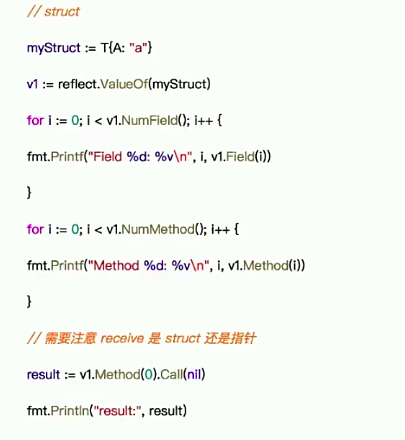 // struct
myStruct := T{A: "a"}
v1 := reflect.ValueOf(myStruct)
for i := 0; i < v1.NumField(); i++ {
fmt.Printf("Field %d: %v\n", i, v1.Field(i))
}
for i := 0; i < v1.NumMethod(); i++ {
fmt.Printf("Method %d: %v\n", i, v1.Method(i))
}
// 需要注意 receive 是 struct 还是指针
result := v1.Method(0).Call(nil)
fmt.Println("result:", result)